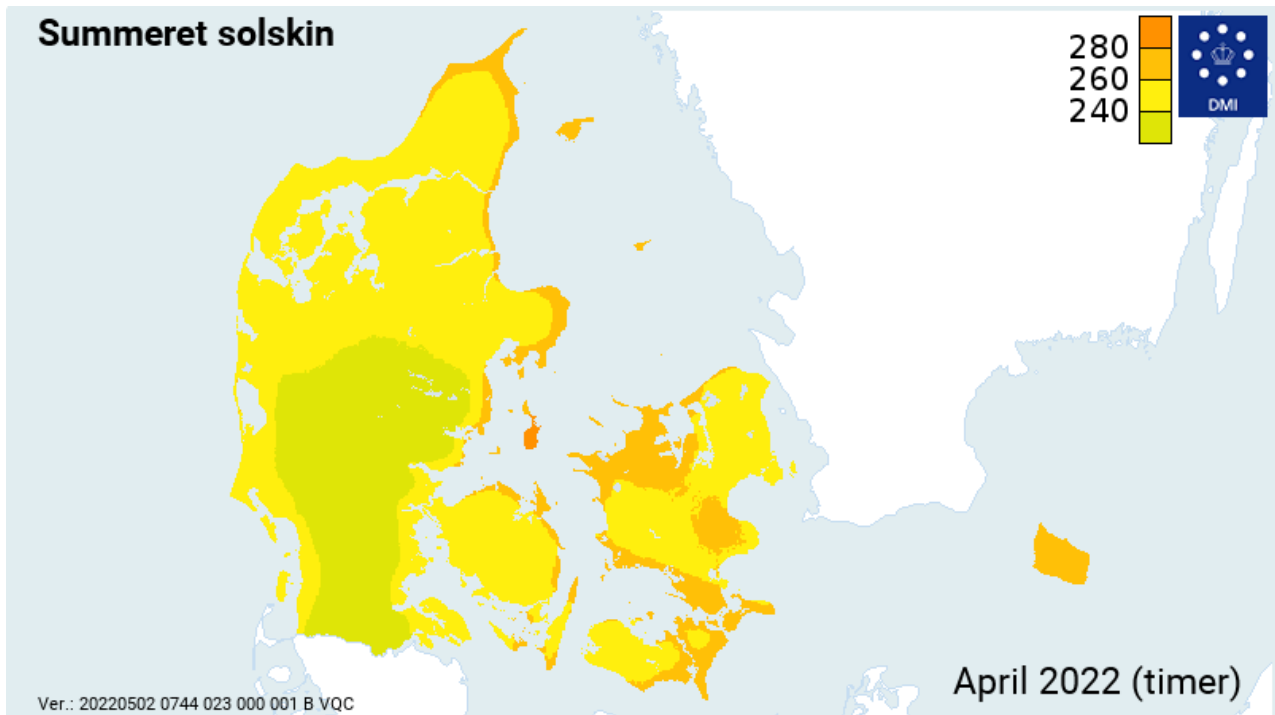 Summeret solskin
280
260
240
DMI
April 2022 (timer)
Ver.: 20220502 0744 023 000 001 B VQC